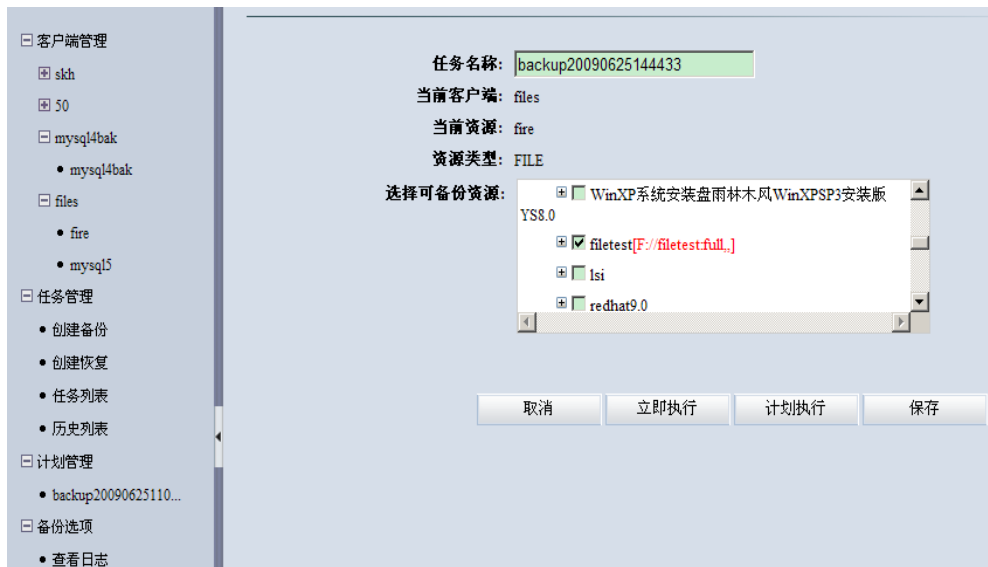 客户端管理
skh
50
mysql4bak
mysql4bak
files
fire
mysql5
任务管理
创建备份
创建恢复
任务列表
历史列表
计划管理
backup20090625110...
备份选项
查看日志
任务名称: backup20090625144433
当前客户端: files
当前资源: fire
资源类型: FILE
选择可备份资源:
WinXP系统安装盘雨林木风WinXPSP3安装版
YS8.0
filetest[F://filetest:full,,]
lsi
redhat9.0
取消 立即执行 计划执行 保存